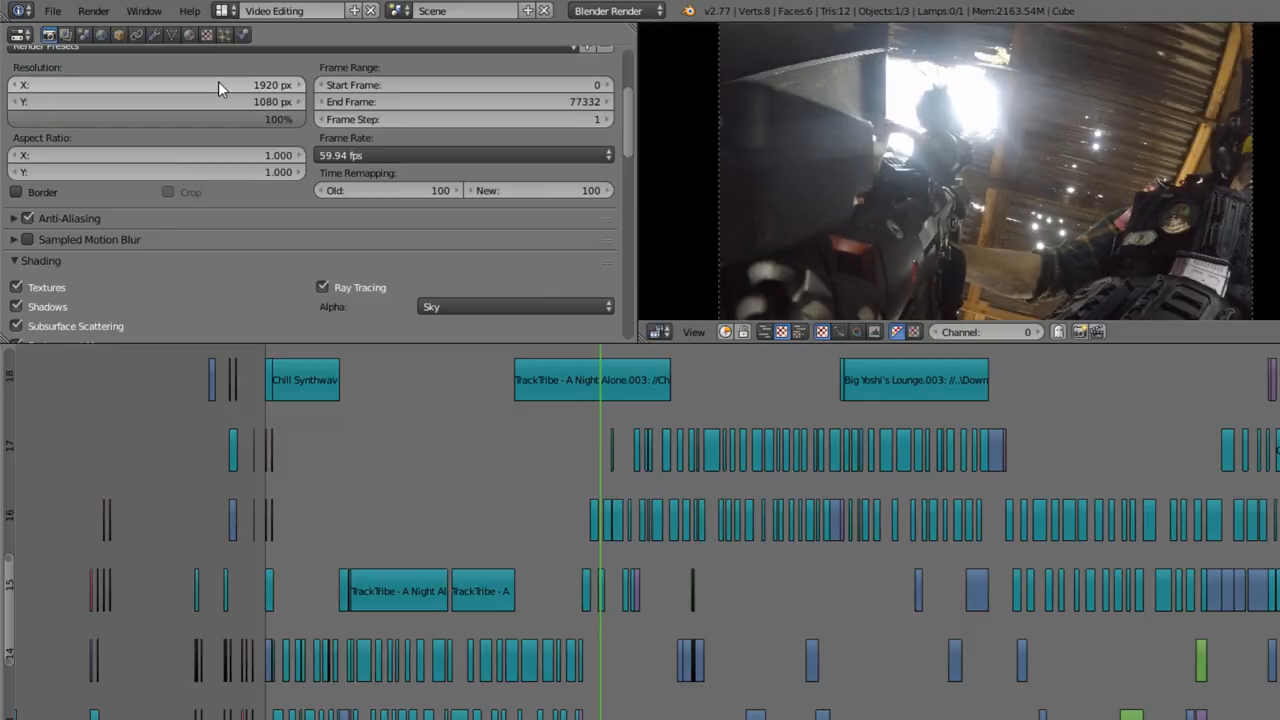 File Render Window Help Video Editing Scene Blender Render v2.77 | Verts:8 | Faces:6 | Tris:12 | Objects:1/3 | Lamps:0/1 | Mem:2163.54M | Cube
Render Presets
Resolution: Frame Range:
X: 1920 px Start Frame: 0
Y: 1080 px End Frame: 77332
100% Frame Step: 1
Aspect Ratio: Frame Rate:
X: 1.000 59.94 fps
Y: 1.000 Time Remapping:
Border Crop Old: 100 New: 100
Anti-Aliasing
Sampled Motion Blur
Shading
Textures Ray Tracing
Shadows Alpha: Sky
Subsurface Scattering
View Channel: 0
18 Chill Synthwav TrackTribe - A Night Alone.003: //Ch Big Yoshi's Lounge.003: //..\Down
17
16
15 TrackTribe - A Night Al TrackTribe - A
14